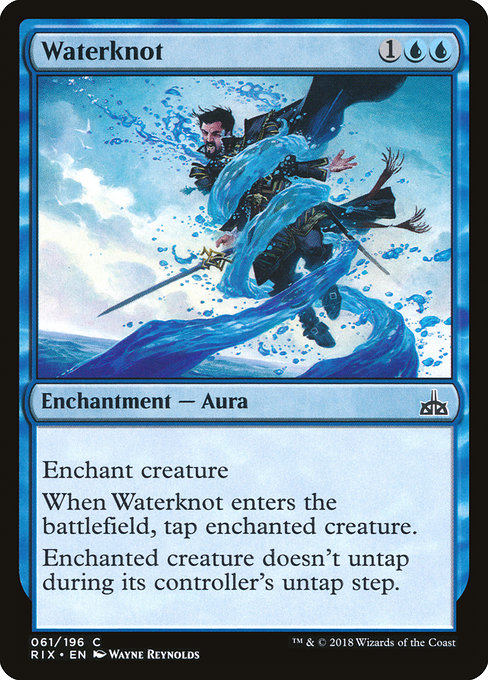 Waterknot 1
Enchantment — Aura
Enchant creature
When Waterknot enters the
battlefield, tap enchanted creature.
Enchanted creature doesn't untap
during its controller's untap step.
061/196 C ™ & © 2018 Wizards of the Coast
RIX • EN Wayne Reynolds